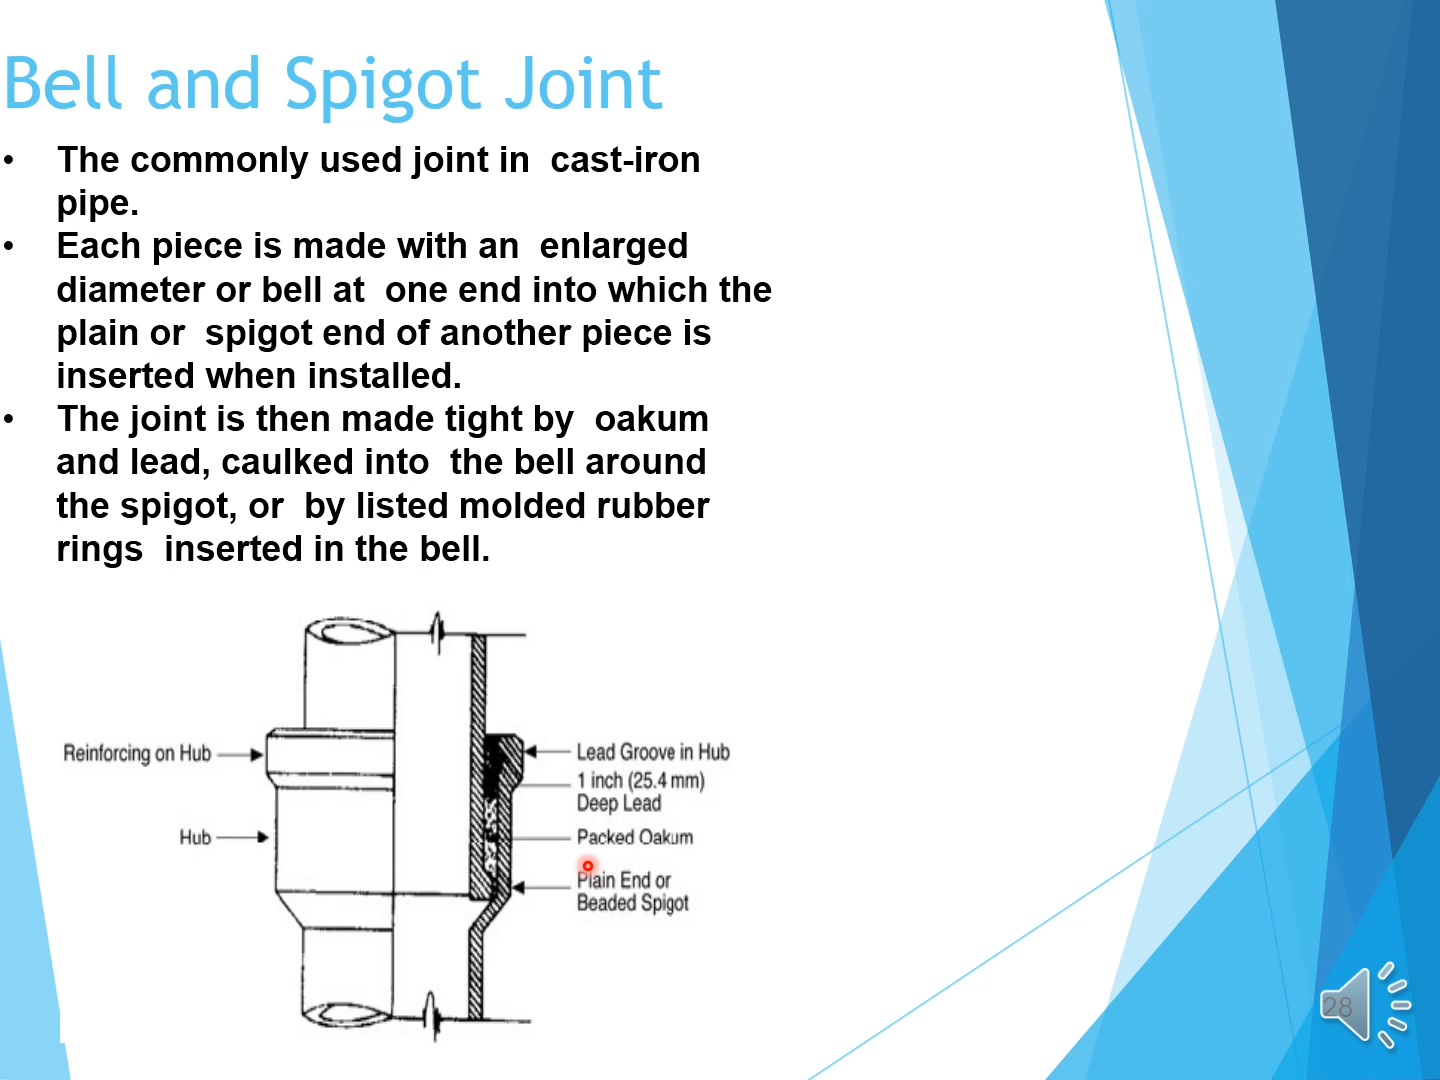 Bell and Spigot Joint
• The commonly used joint in cast-iron
pipe.
• Each piece is made with an enlarged
diameter or bell at one end into which the
plain or spigot end of another piece is
inserted when installed.
• The joint is then made tight by oakum
and lead, caulked into the bell around
the spigot, or by listed molded rubber
rings inserted in the bell.
Reinforcing on Hub
Hub
Lead Groove in Hub
1 inch (25.4 mm)
Deep Lead
Packed Oakum
Plain End or
Beaded Spigot
28